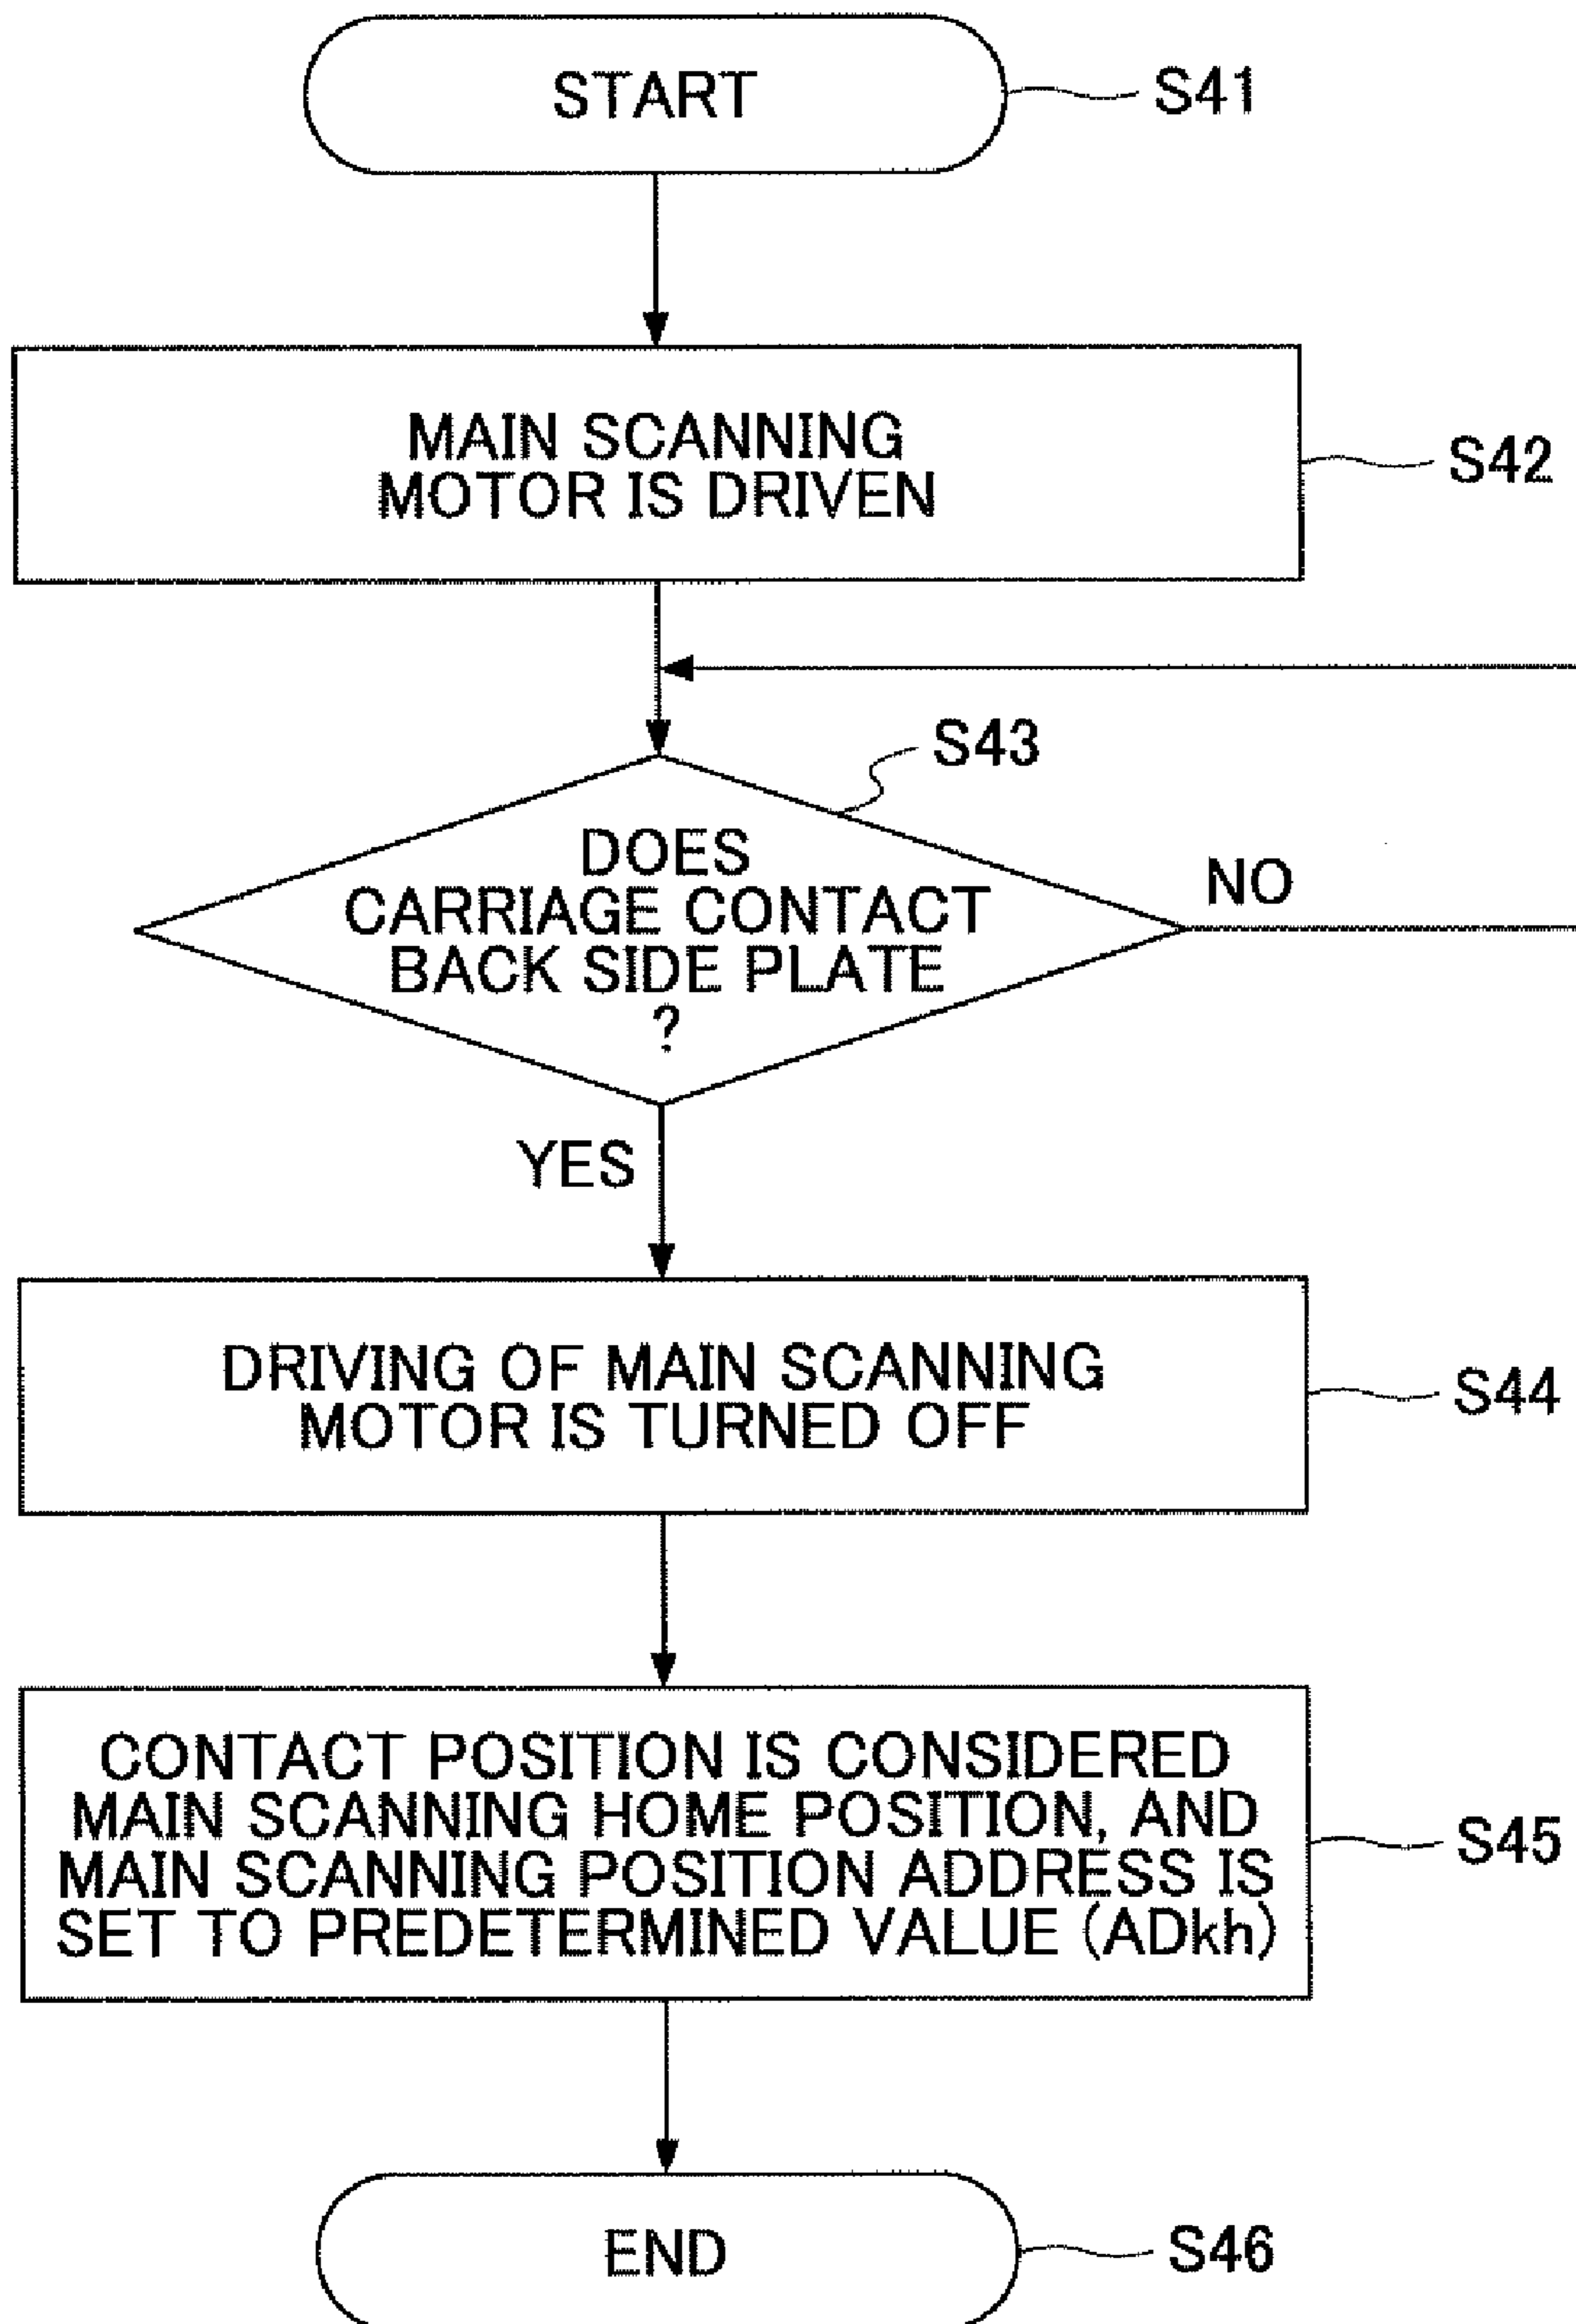 START
S41
MAIN SCANNING
MOTOR IS DRIVEN
S42
S43
DOES
CARRIAGE CONTACT
BACK SIDE PLATE
?
NO
YES
DRIVING OF MAIN SCANNING
MOTOR IS TURNED OFF
S44
CONTACT POSITION IS CONSIDERED
MAIN SCANNING HOME POSITION, AND
MAIN SCANNING POSITION ADDRESS IS
SET TO PREDETERMINED VALUE (ADkh)
S45
END
S46